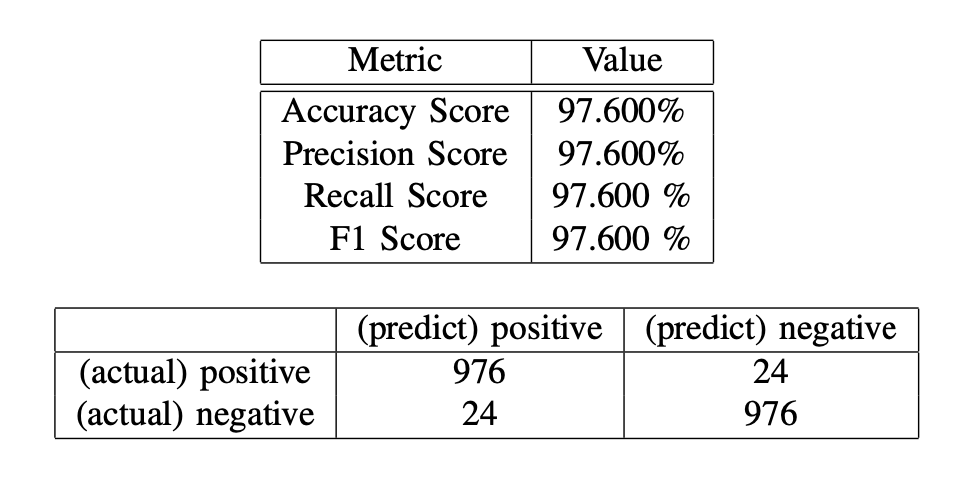 Metric Value
Accuracy Score 97.600%
Precision Score 97.600%
Recall Score 97.600 %
F1 Score 97.600 %
(predict) positive (predict) negative
(actual) positive 976 24
(actual) negative 24 976